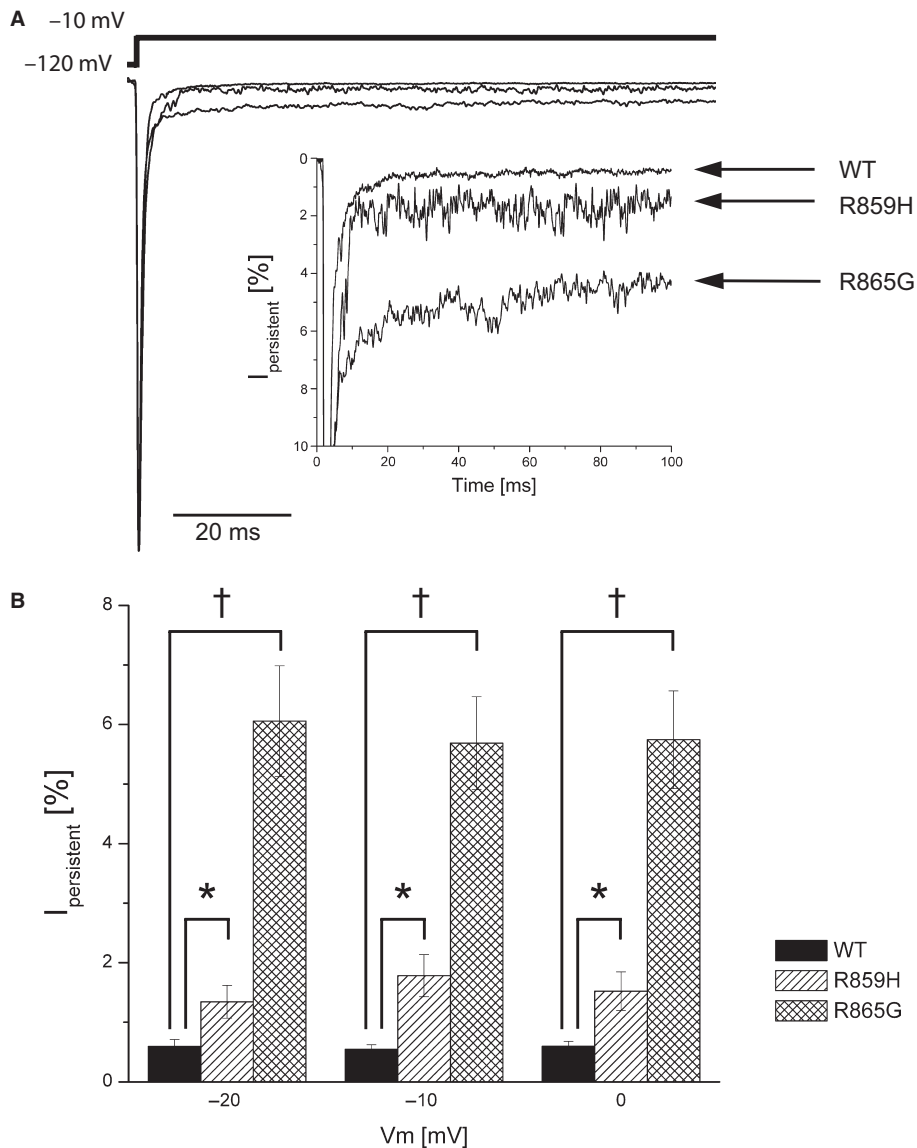 A
−10 mV
−120 mV
0
2
4
6
8
10
I persistent [%]
0 20 40 60 80 100
Time [ms]
WT
R859H
R865G
20 ms
B
8
6
4
2
0
I persistent [%]
† † †
* * *
−20 −10 0
Vm [mV]
WT
R859H
R865G